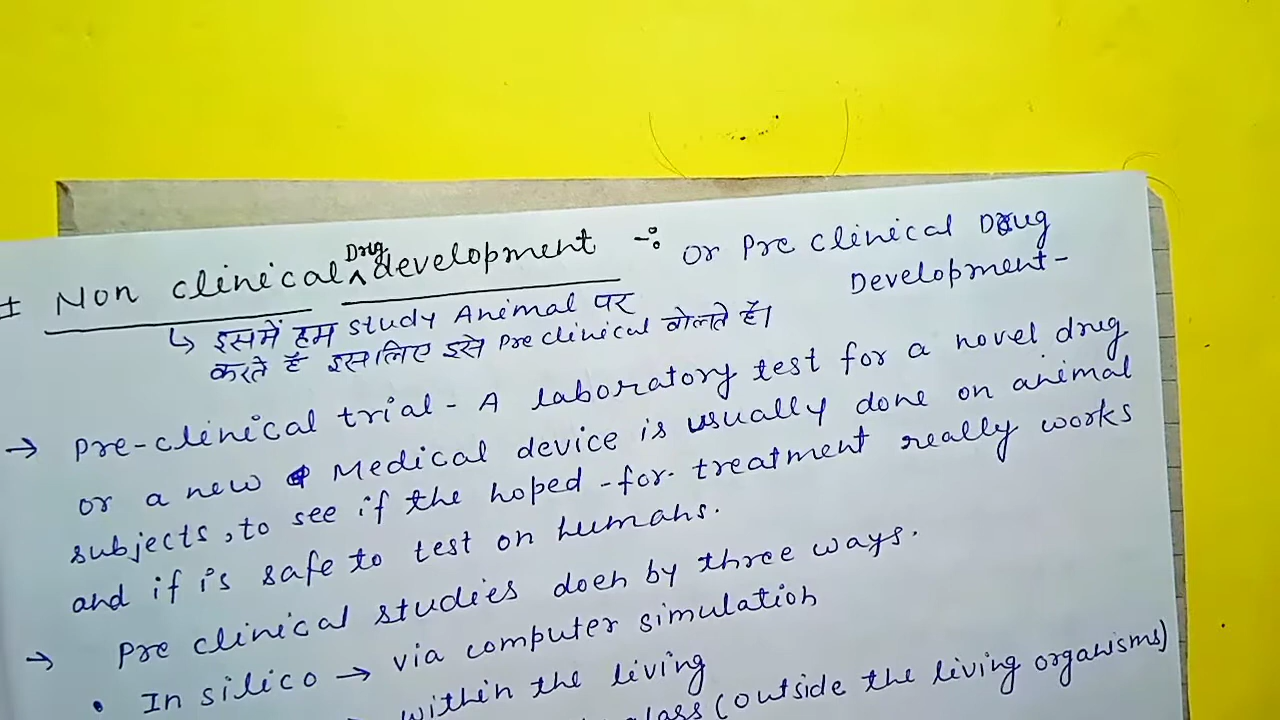 Non clinical Drug development -: or Pre clinical Drug
Development-
↳ इसमें हम study Animal पर
करते हैं इसलिए इसे Pre clinical बोलते हैं।
→ Pre-clinical trial - A laboratory test for a novel drug
or a new Medical device is usually done on animal
subjects, to see if the hoped-for- treatment really works
and if is safe to test on humans.
→ Pre clinical studies doen by three ways.
• In silico → via computer simulation
within the living
(outside the living organisms)